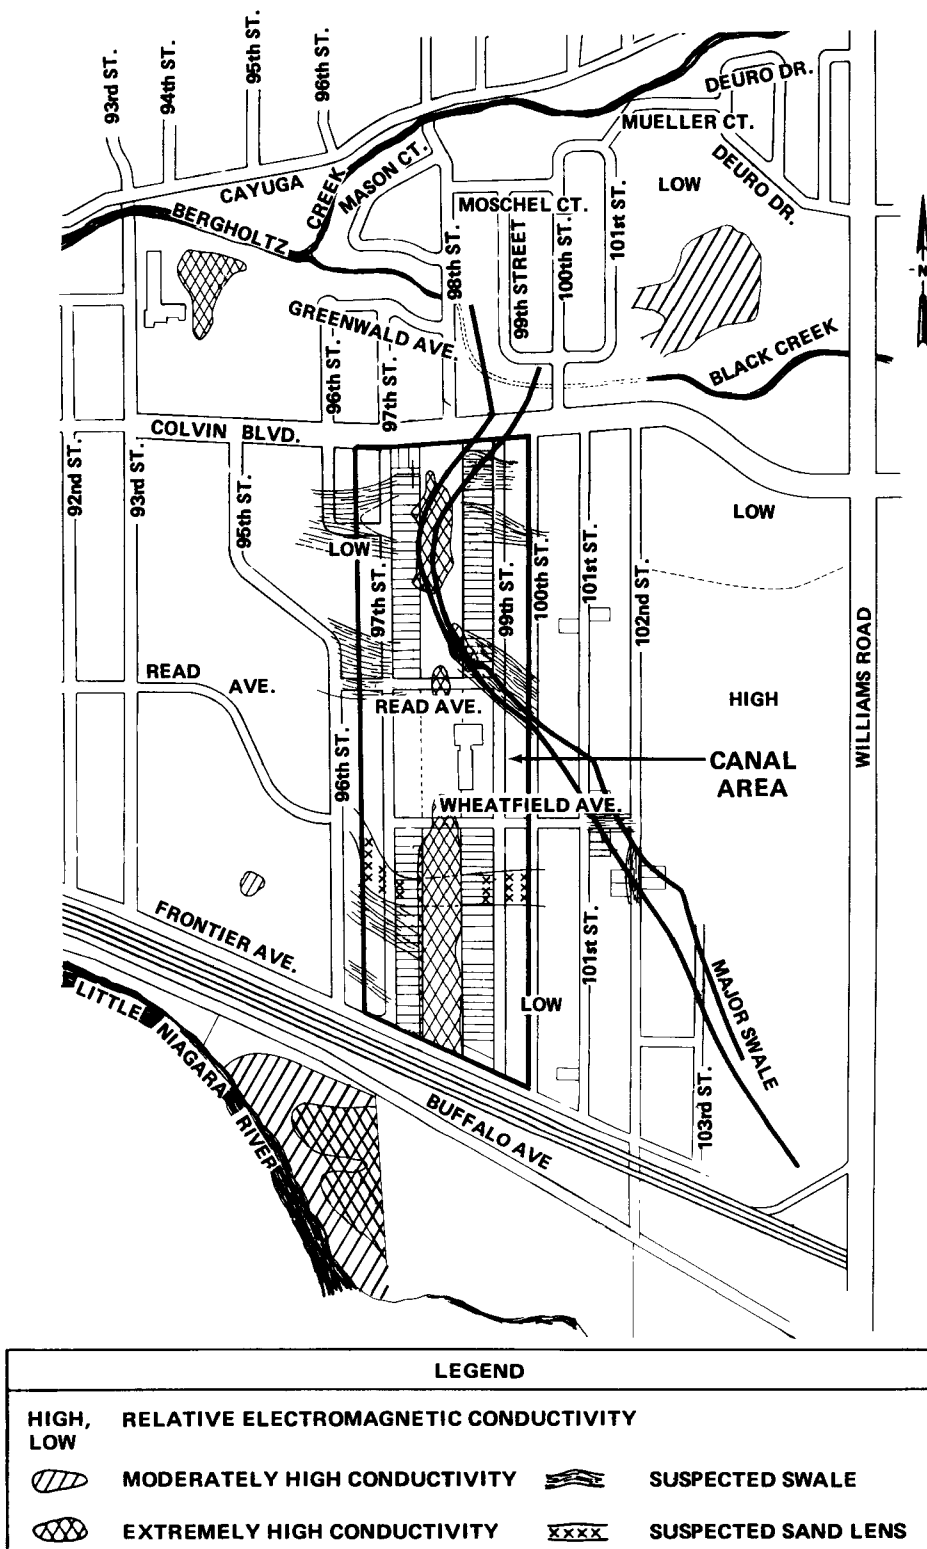 93rd ST.
94th ST.
95th ST.
96th ST.
DEURO DR.
MUELLER CT.
DEURO DR.
CAYUGA
CREEK
MASON CT.
LOW
BERGHOLTZ
MOSCHEL CT.
98th ST.
99th STREET
100th ST.
101st ST.
N
GREENWALD AVE.
96th ST.
97th ST.
BLACK CREEK
COLVIN BLVD.
92nd ST.
93rd ST.
95th ST.
LOW
LOW
97th ST.
99th ST.
100th ST.
101st ST.
102nd ST.
WILLIAMS ROAD
READ AVE.
READ AVE.
HIGH
96th ST.
CANAL
AREA
WHEATFIELD AVE.
FRONTIER AVE.
101st ST.
LOW
MAJOR SWALE
LITTLE NIAGARA RIVER
BUFFALO AVE
103rd ST.
LEGEND
HIGH, RELATIVE ELECTROMAGNETIC CONDUCTIVITY
LOW
MODERATELY HIGH CONDUCTIVITY SUSPECTED SWALE
EXTREMELY HIGH CONDUCTIVITY xxxx SUSPECTED SAND LENS